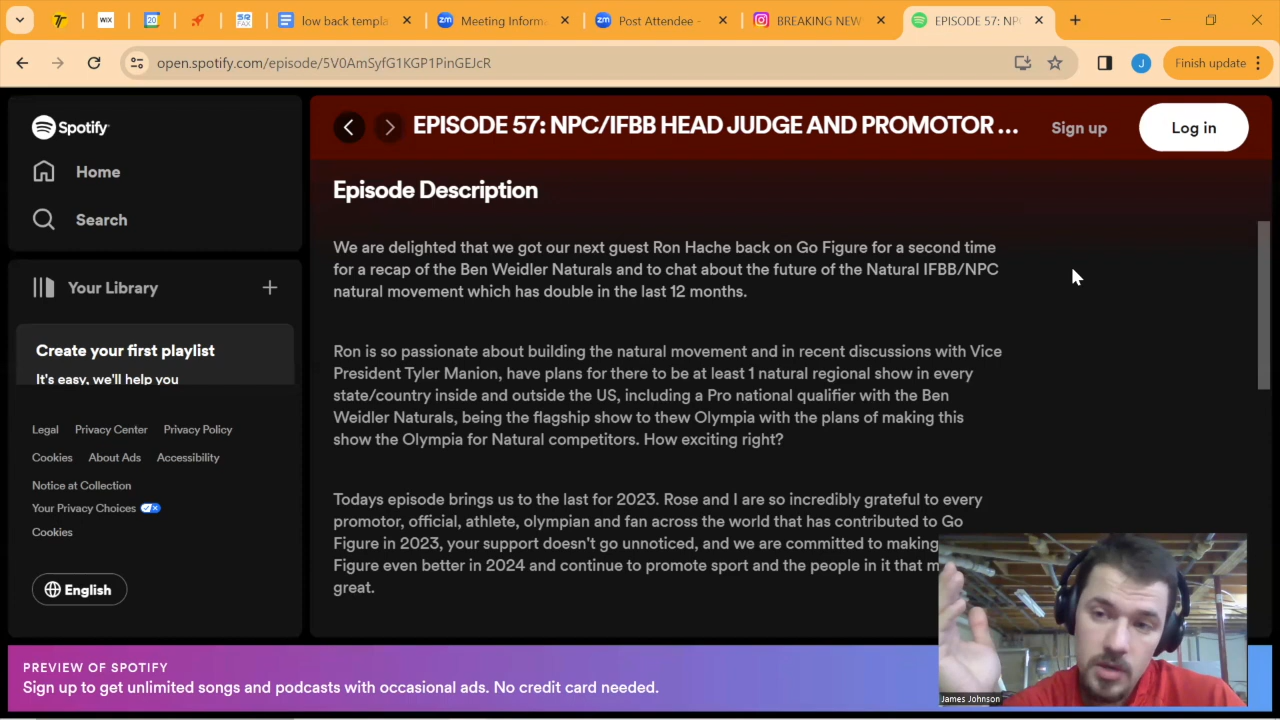 low back templa
Meeting Informa
Post Attendee -
BREAKING NEW
EPISODE 57: NPC
open.spotify.com/episode/5V0AmSyfG1KGP1PinGEJcR
J
Finish update
Spotify
Home
Search
Your Library
Create your first playlist
It's easy, we'll help you
Legal Privacy Center Privacy Policy
Cookies About Ads Accessibility
Notice at Collection
Your Privacy Choices
Cookies
English
EPISODE 57: NPC/IFBB HEAD JUDGE AND PROMOTOR ...
Sign up
Log in
Episode Description
We are delighted that we got our next guest Ron Hache back on Go Figure for a second time
for a recap of the Ben Weidler Naturals and to chat about the future of the Natural IFBB/NPC
natural movement which has double in the last 12 months.
Ron is so passionate about building the natural movement and in recent discussions with Vice
President Tyler Manion, have plans for there to be at least 1 natural regional show in every
state/country inside and outside the US, including a Pro national qualifier with the Ben
Weidler Naturals, being the flagship show to thew Olympia with the plans of making this
show the Olympia for Natural competitors. How exciting right?
Todays episode brings us to the last for 2023. Rose and I are so incredibly grateful to every
promotor, official, athlete, olympian and fan across the world that has contributed to Go
Figure in 2023, your support doesn't go unnoticed, and we are committed to making
Figure even better in 2024 and continue to promote sport and the people in it that m
great.
James Johnson
PREVIEW OF SPOTIFY
Sign up to get unlimited songs and podcasts with occasional ads. No credit card needed.